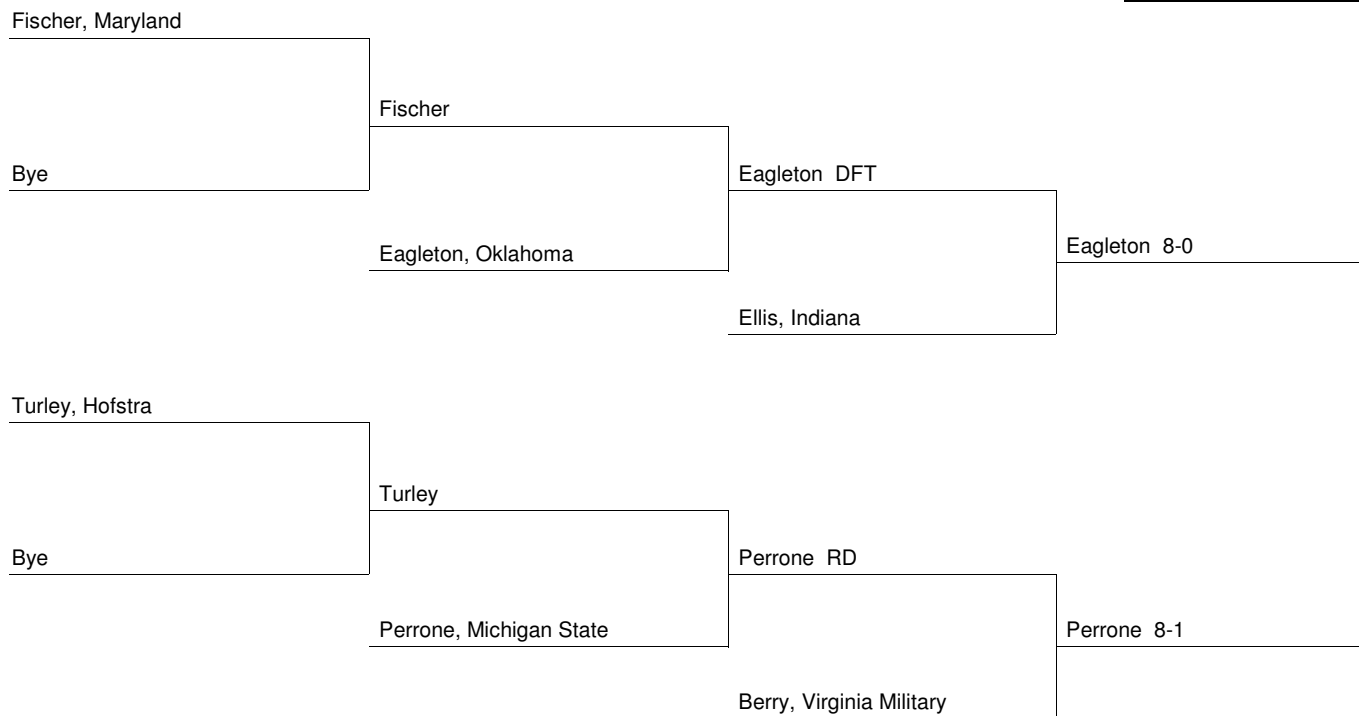 Fischer, Maryland
Fischer
Bye
Eagleton  DFT
Eagleton  8-0
Eagleton, Oklahoma
Ellis, Indiana
Turley, Hofstra
Turley
Bye
Perrone  RD
Perrone, Michigan State
Perrone  8-1
Berry, Virginia Military